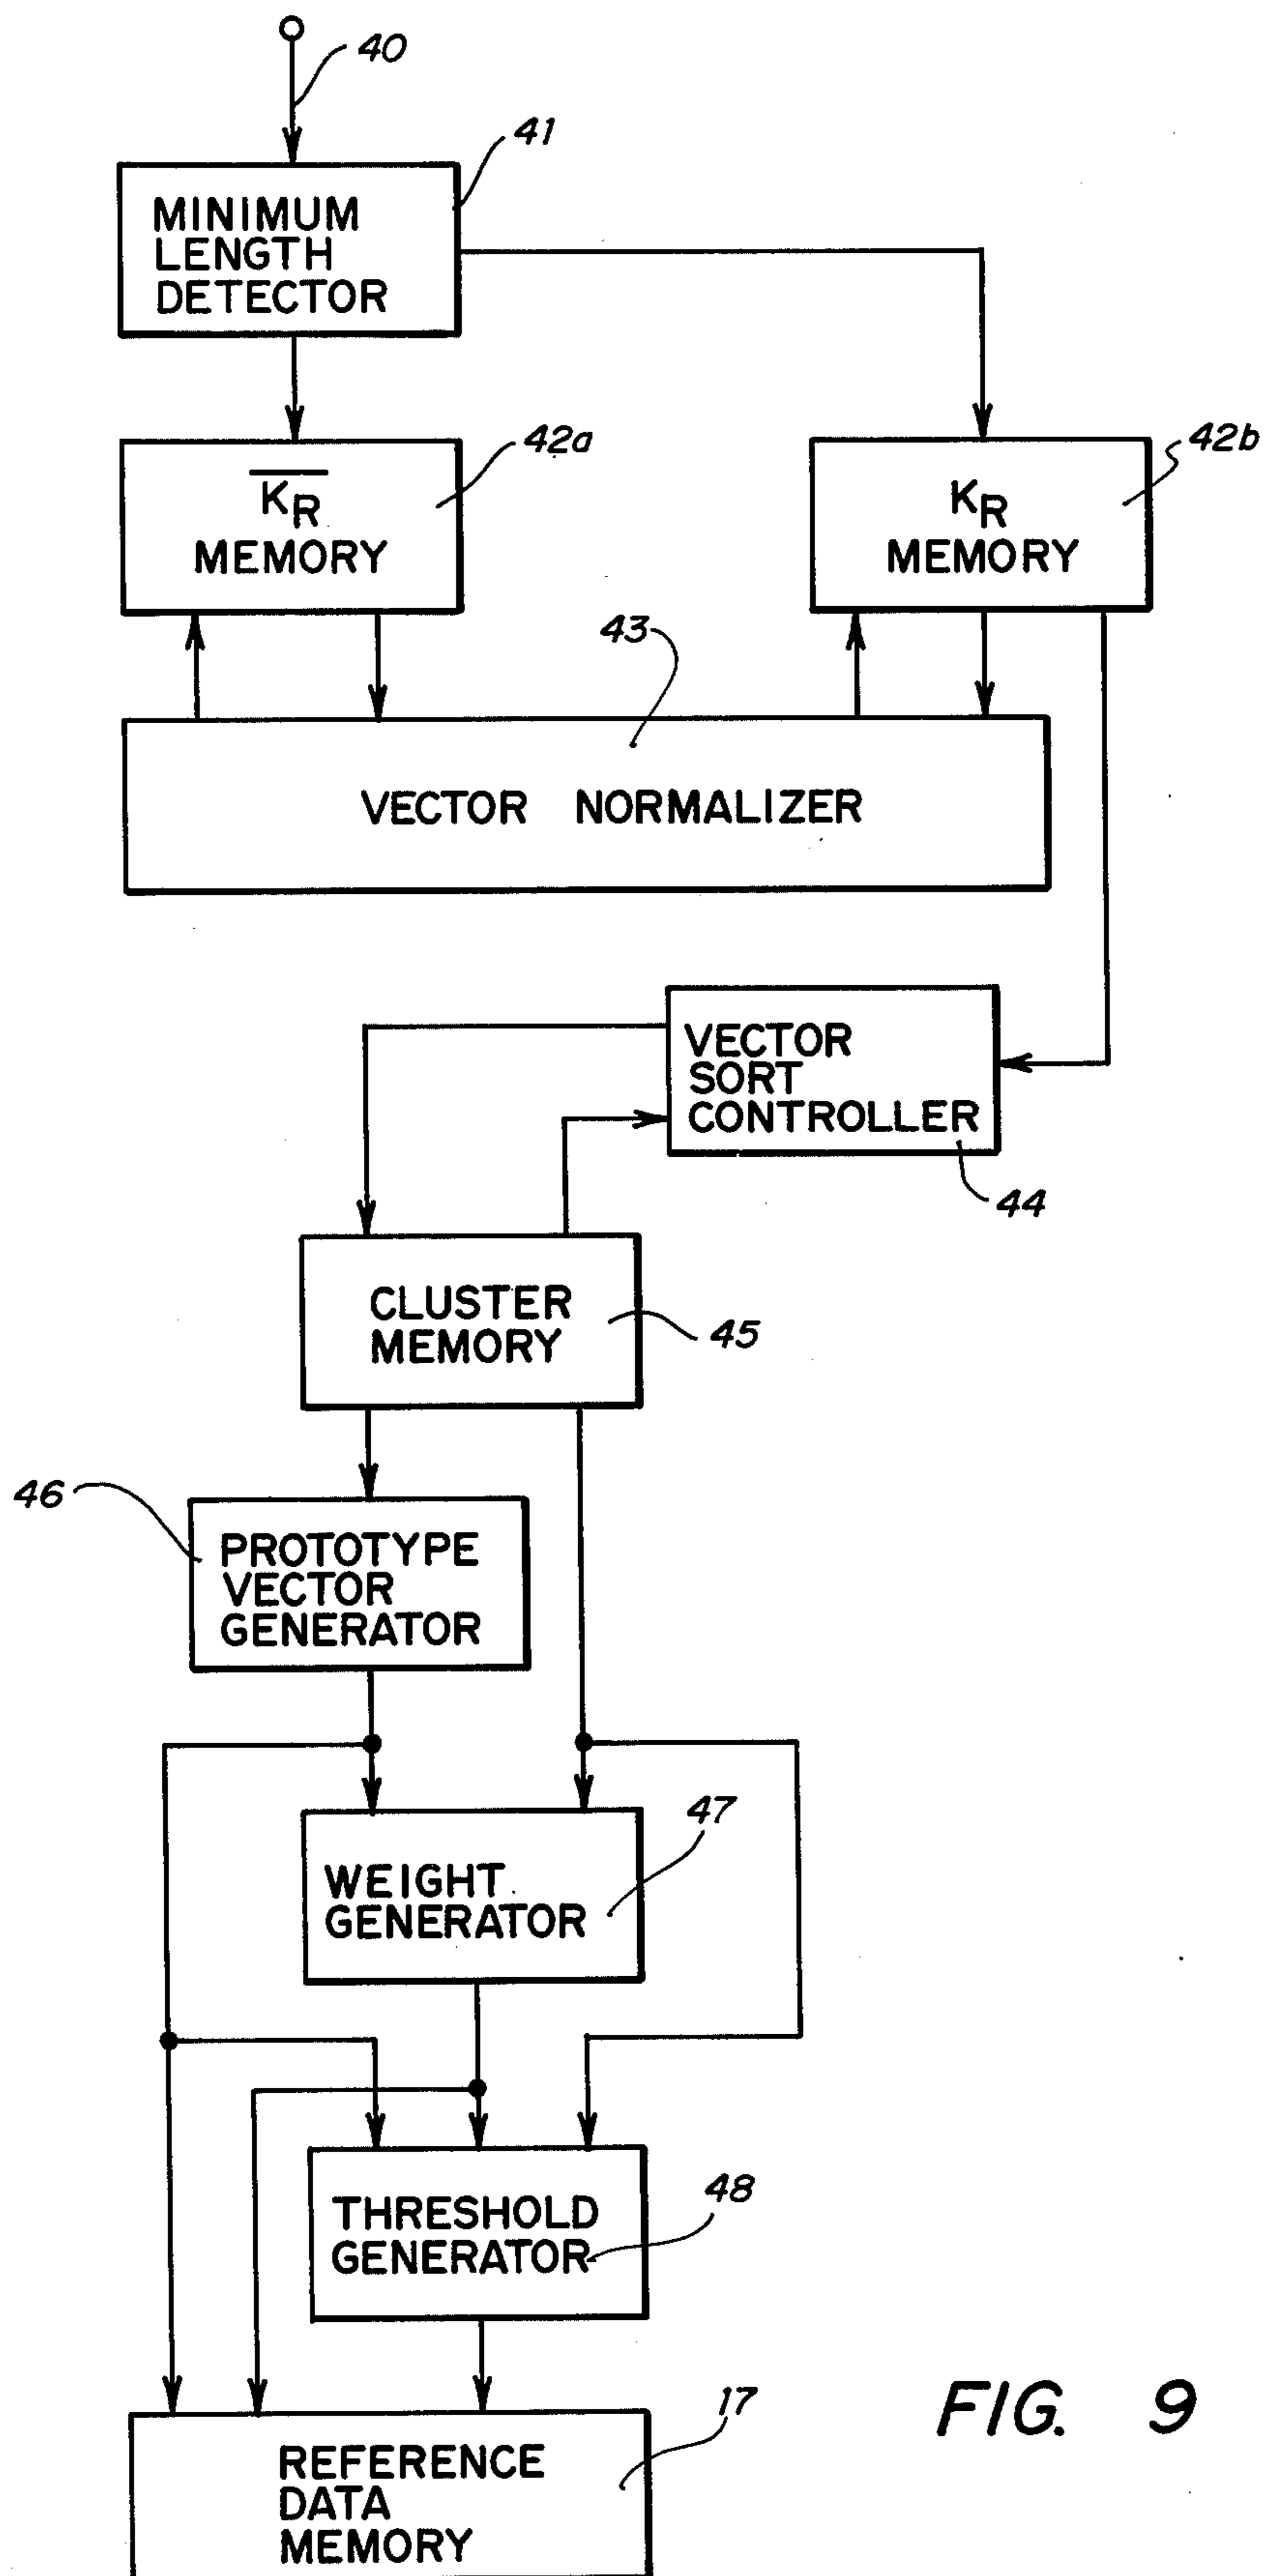 40
41
MINIMUM
LENGTH
DETECTOR
42a
42b
K̅R̅
MEMORY
KR
MEMORY
43
VECTOR NORMALIZER
VECTOR
SORT
CONTROLLER
44
CLUSTER
MEMORY
45
46
PROTOTYPE
VECTOR
GENERATOR
47
WEIGHT
GENERATOR
48
THRESHOLD
GENERATOR
17
FIG. 9
REFERENCE
DATA
MEMORY